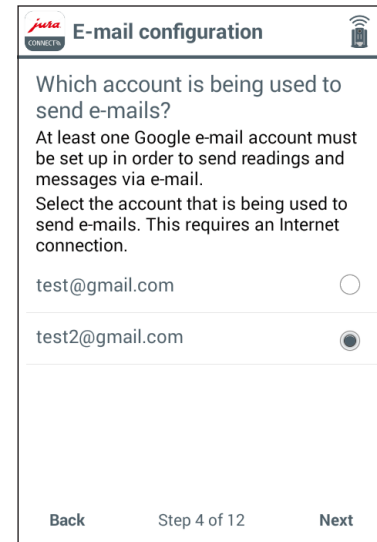 jura
CONNECT
E-mail configuration
Which account is being used to
send e-mails?
At least one Google e-mail account must
be set up in order to send readings and
messages via e-mail.
Select the account that is being used to
send e-mails. This requires an Internet
connection.
test@gmail.com
test2@gmail.com
Back Step 4 of 12 Next